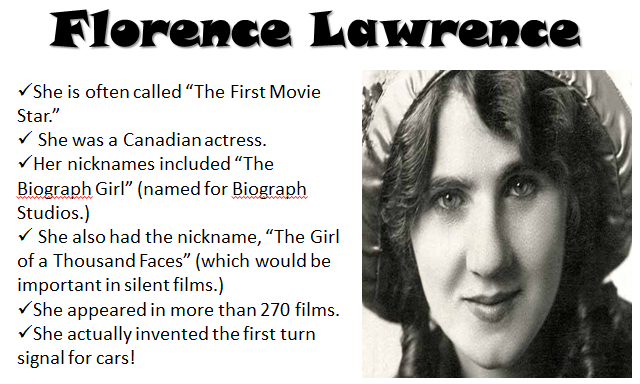 Florence Lawrence
✓She is often called “The First Movie
Star.”
✓ She was a Canadian actress.
✓Her nicknames included “The
Biograph Girl” (named for Biograph
Studios.)
✓ She also had the nickname, “The Girl
of a Thousand Faces” (which would be
important in silent films.)
✓She appeared in more than 270 films.
✓She actually invented the first turn
signal for cars!